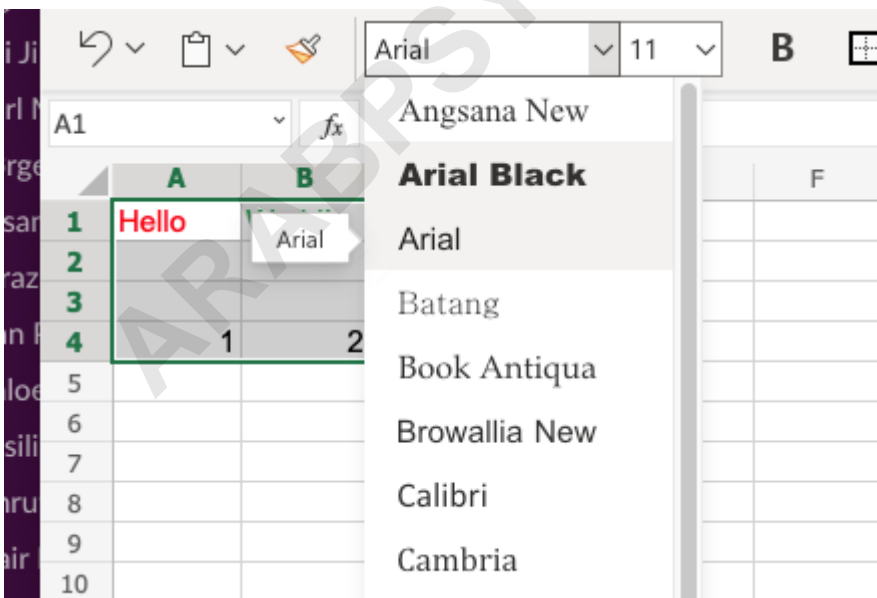 Arial 11 B
A1 fx
A B F
1 Hello
2
3
4 1 2
5
6
7
8
9
10
Arial
Angsana New
Arial Black
Arial
Batang
Book Antiqua
Browallia New
Calibri
Cambria
ARABPSY